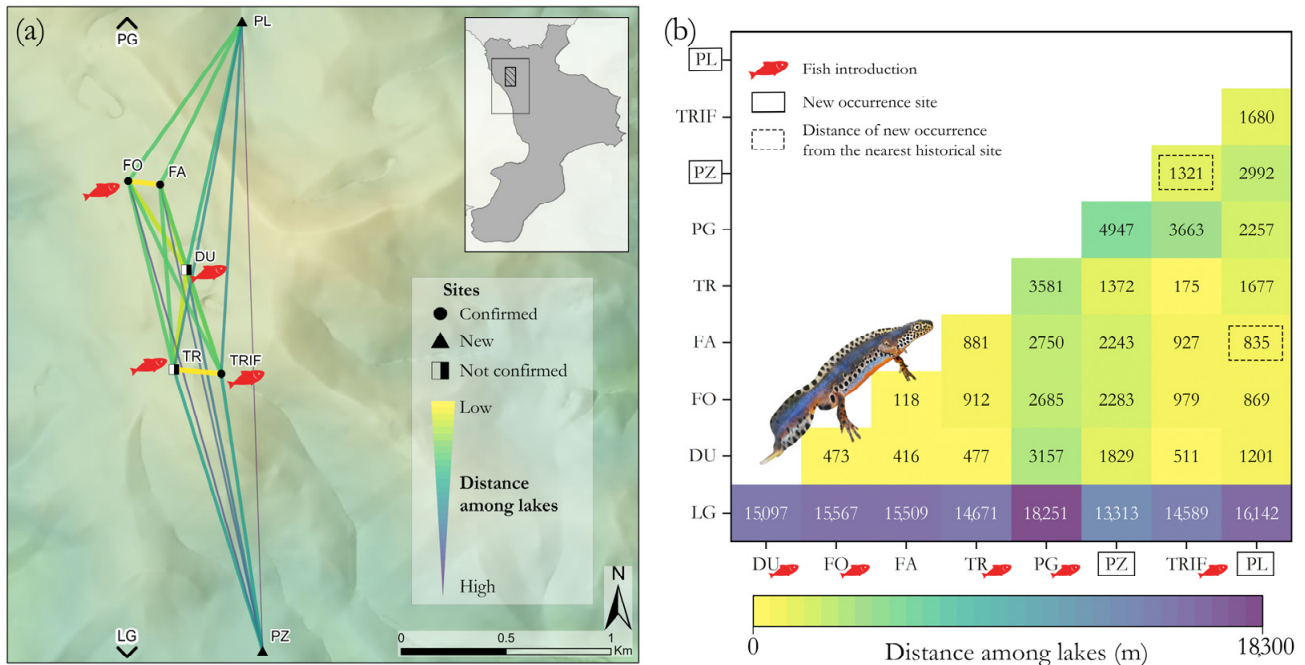 (a)
PG
PL
FO
FA
DU
TR
TRIF
LG
PZ
Sites
Confirmed
New
Not confirmed
Low
Distance
among lakes
High
N
0 0.5 1
Km
(b)
Fish introduction
New occurrence site
Distance of new occurrence
from the nearest historical site
PL
TRIF 1680
PZ 1321 2992
PG 4947 3663 2257
TR 3581 1372 175 1677
FA 881 2750 2243 927 835
FO 118 912 2685 2283 979 869
DU 473 416 477 3157 1829 511 1201
LG 15,097 15,567 15,509 14,671 18,251 13,313 14,589 16,142
DU FO FA TR PG PZ TRIF PL
0 Distance among lakes (m) 18300